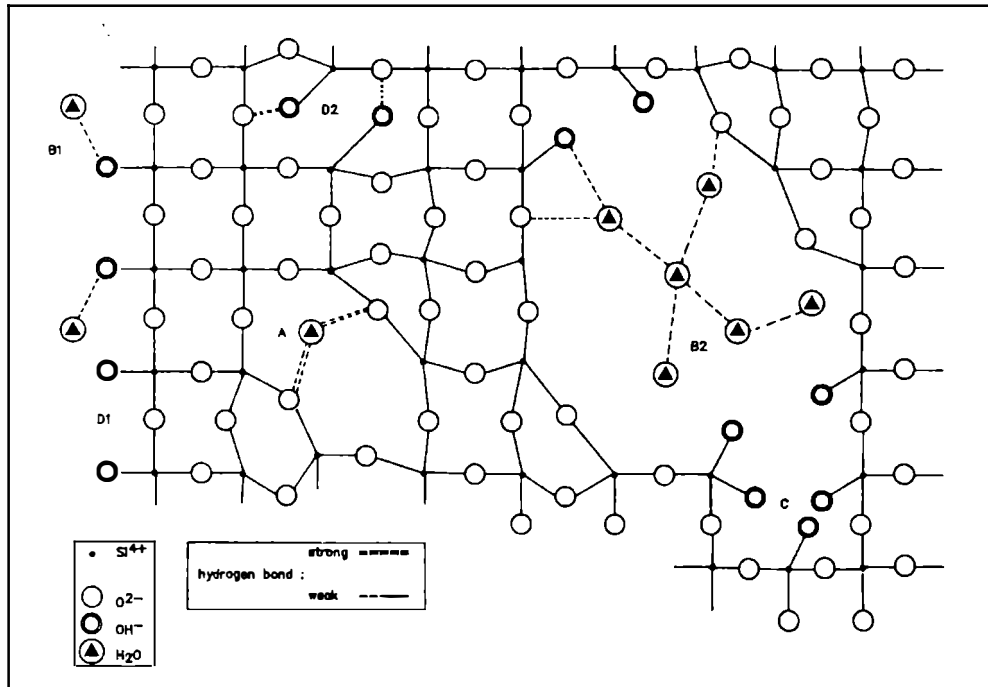 D2
B1
A
B2
D1
C
Si⁴⁺
O²⁻
OH⁻
H₂O
strong
hydrogen bond :
weak